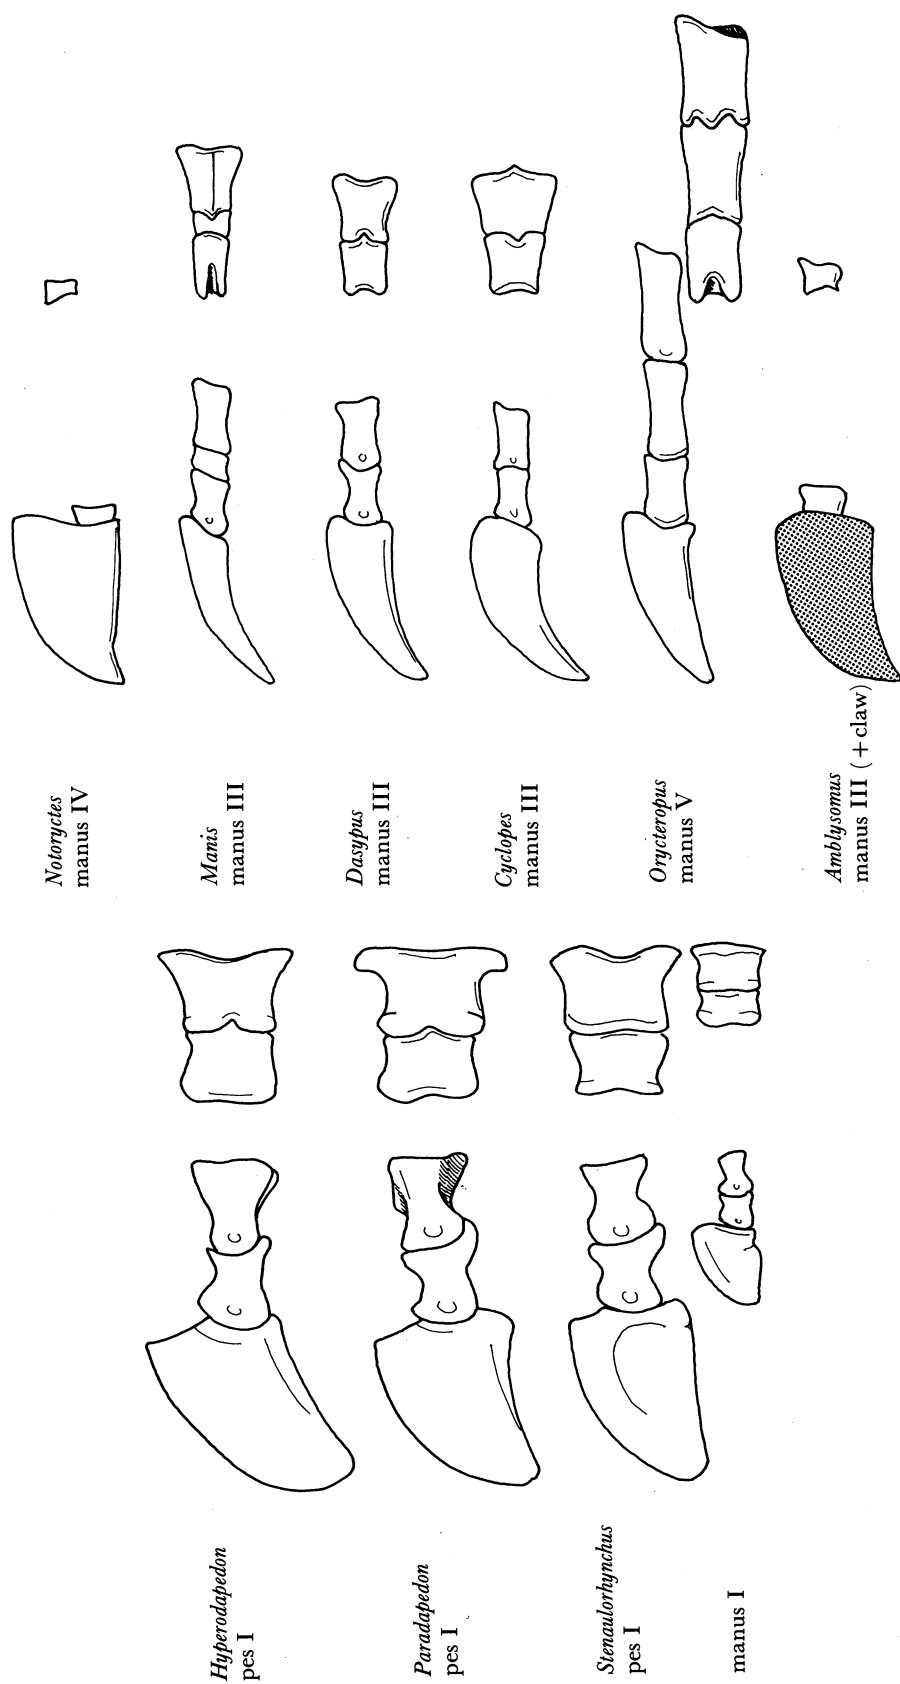 Hyperodapedon
pes I
Paradapedon
pes I
Stenaulorhynchus
pes I
manus I
Notoryctes
manus IV
Manis
manus III
Dasypus
manus III
Cyclopes
manus III
Orycteropus
manus V
Amblysomus
manus III (+ claw)